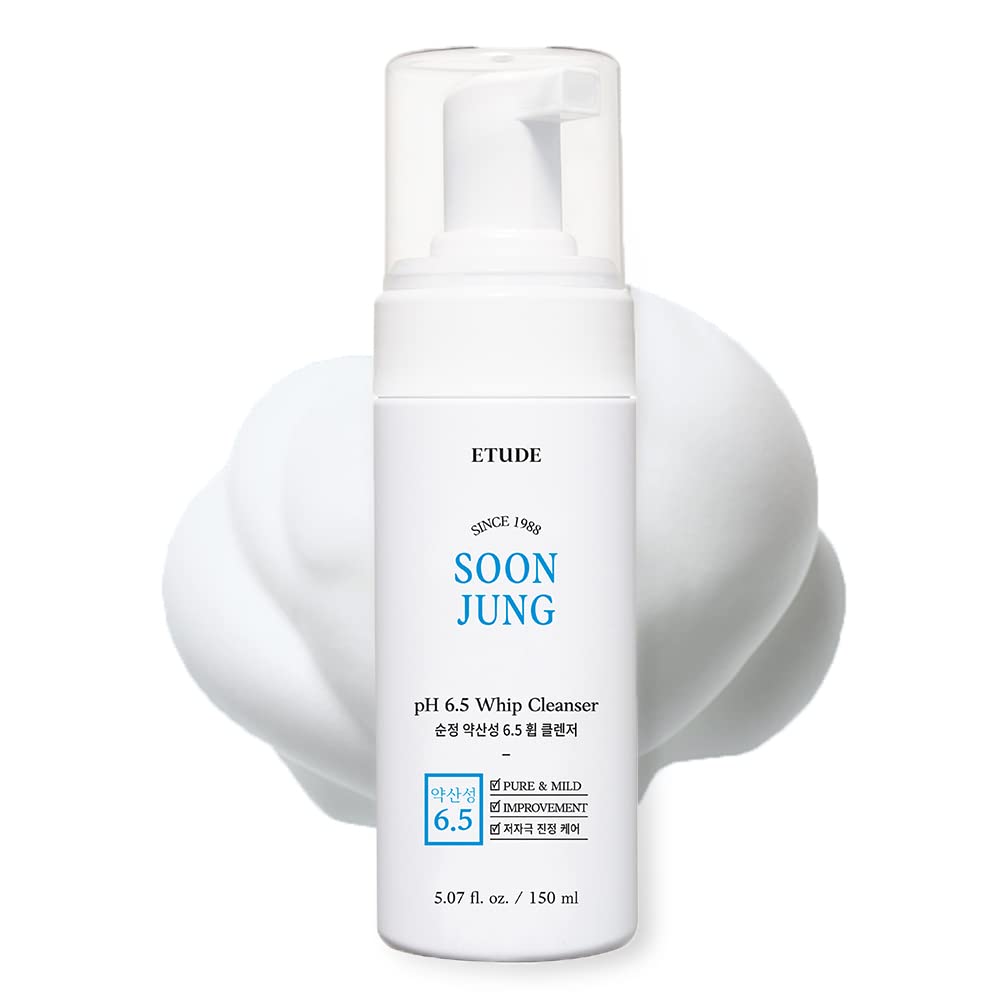 ETUDE
SINCE 1988
SOON
JUNG
pH 6.5 Whip Cleanser
순정 약산성 6.5 휩 클렌저
약산성
6.5
PURE & MILD
IMPROVEMENT
저자극 진정 케어
5.07 fl. oz. / 150 ml